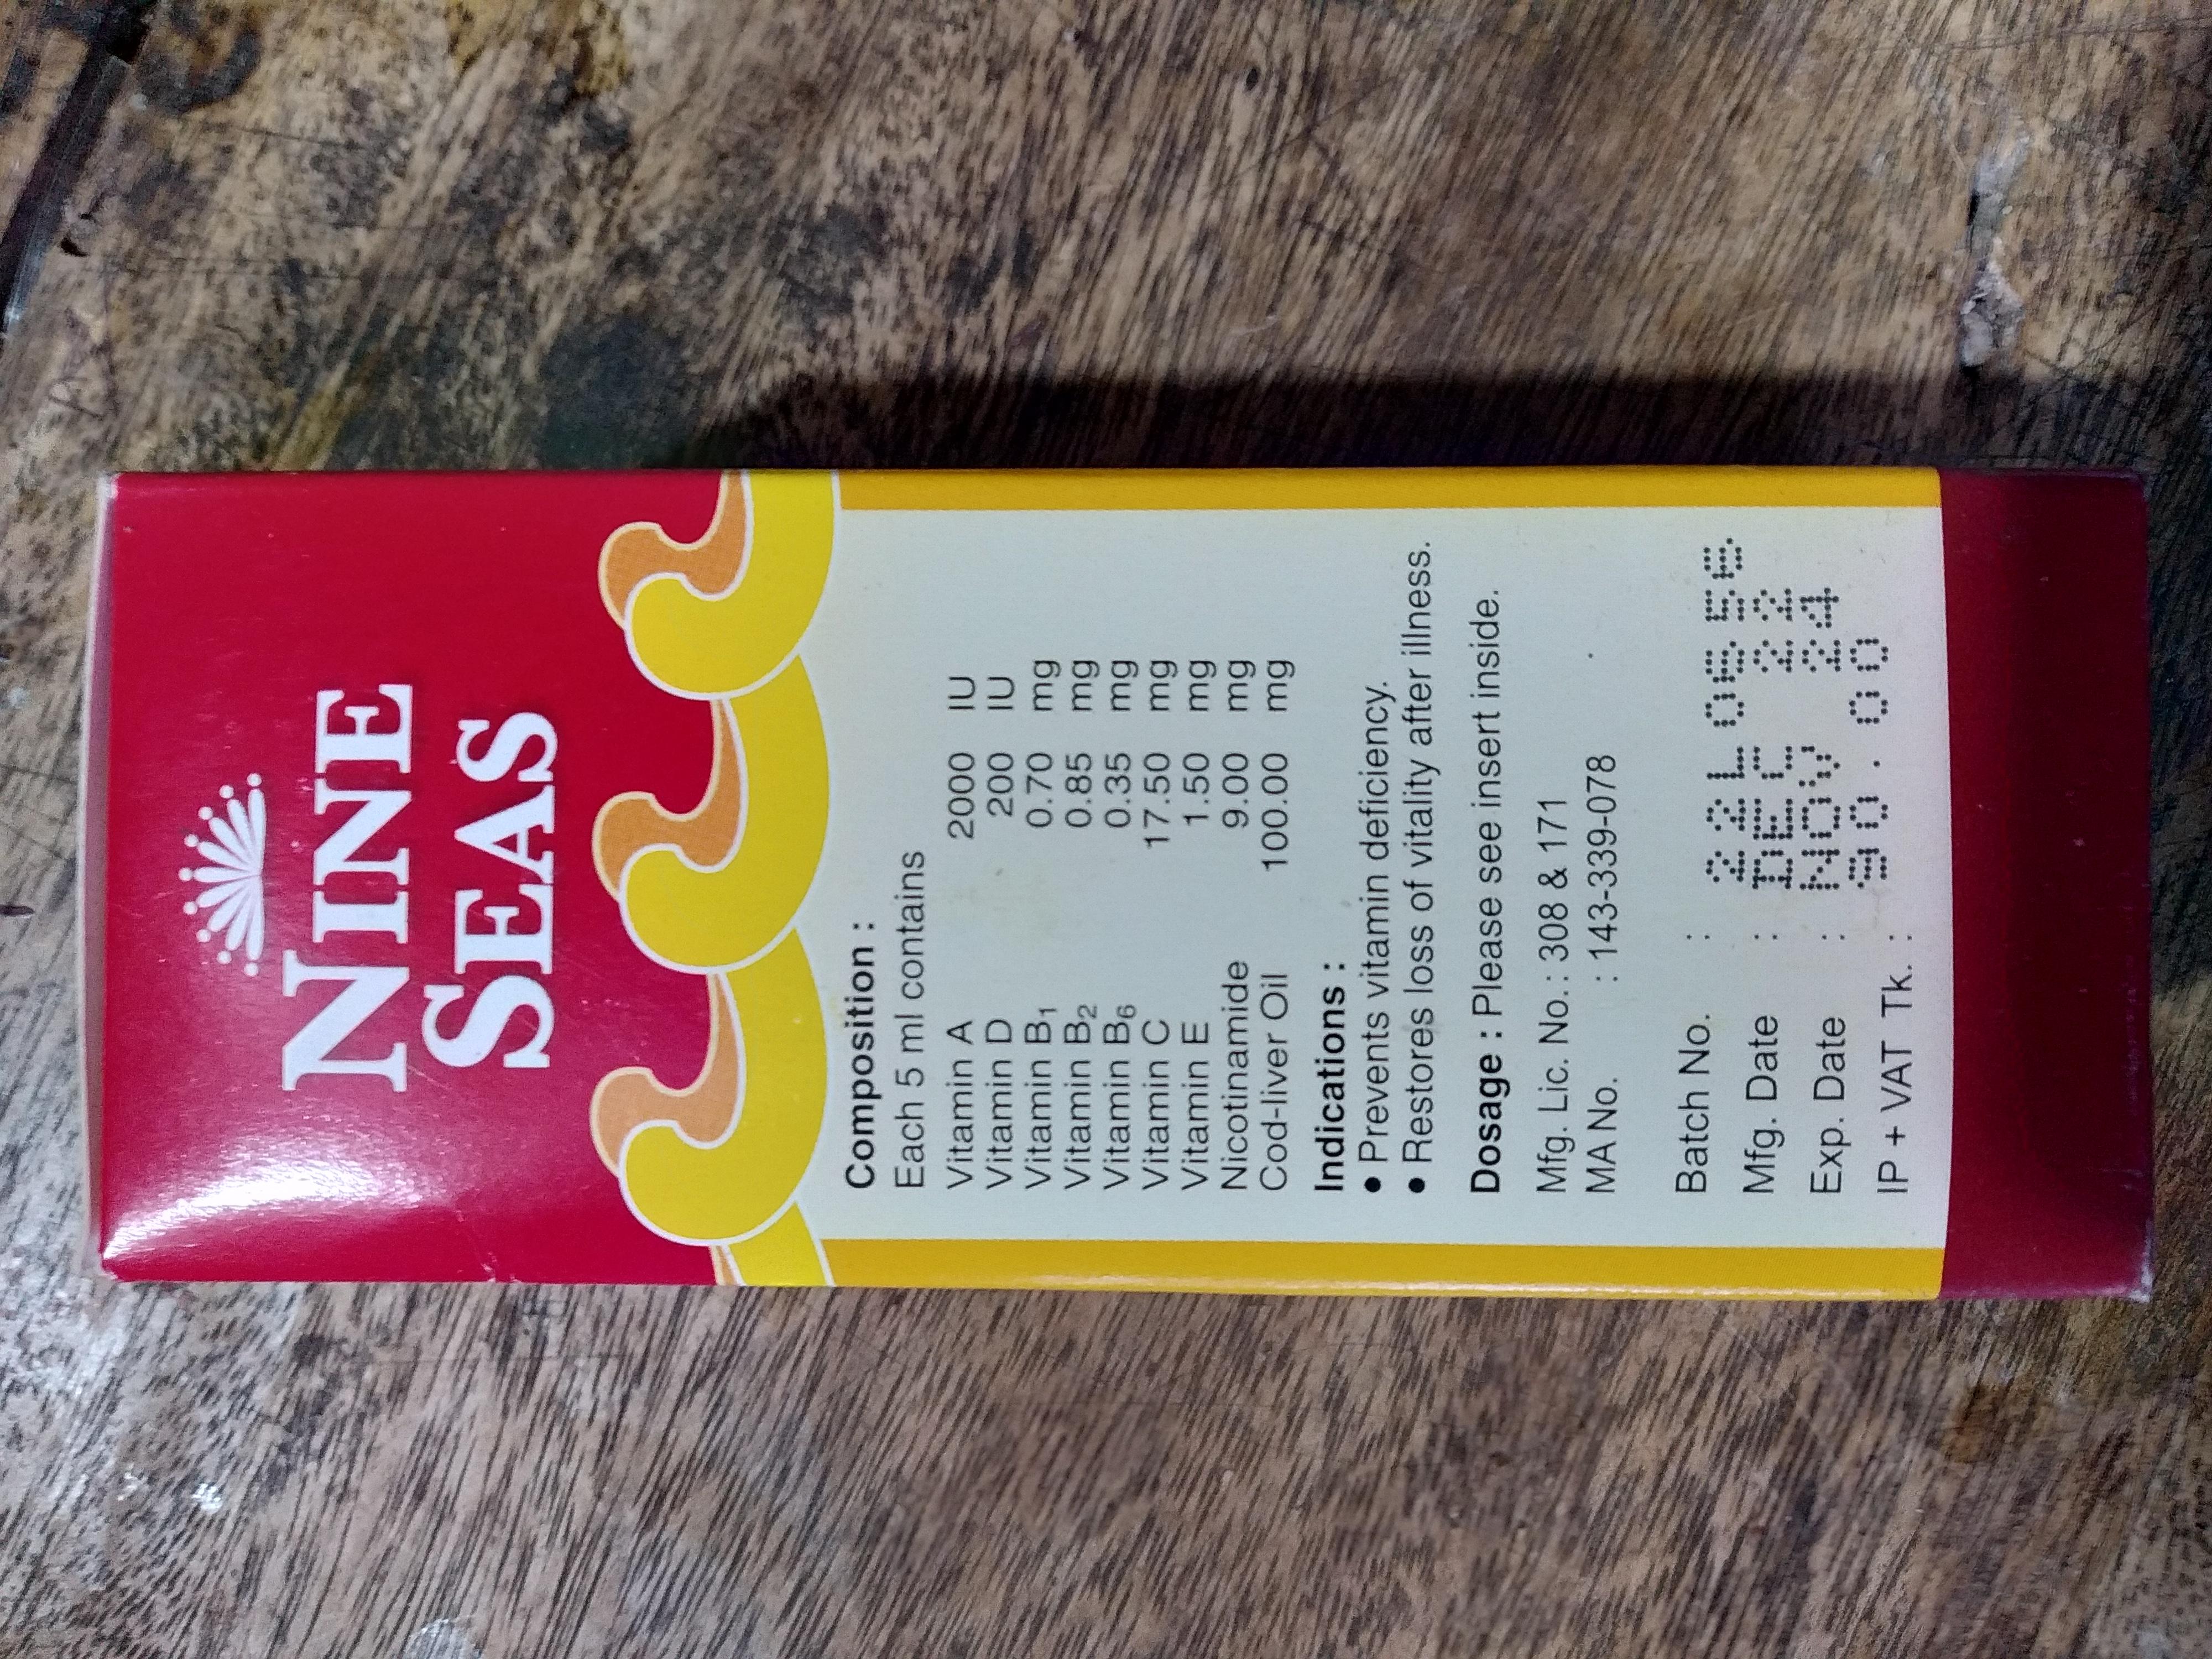 NINE
SEAS
Composition :
Each 5 ml contains
Vitamin A 2000 IU
Vitamin D 200 IU
Vitamin B₁ 0.70 mg
Vitamin B₂ 0.85 mg
Vitamin B₆ 0.35 mg
Vitamin C 17.50 mg
Vitamin E 1.50 mg
Nicotinamide 9.00 mg
Cod-liver Oil 100.00 mg
Indications :
• Prevents vitamin deficiency.
• Restores loss of vitality after illness.
Dosage : Please see insert inside.
Mfg. Lic. No. : 308 & 171
MA No. : 143-339-078
Batch No. : 22L0656
Mfg. Date : DEC 22
Exp. Date : NOV 24
IP + VAT Tk. : 90.00